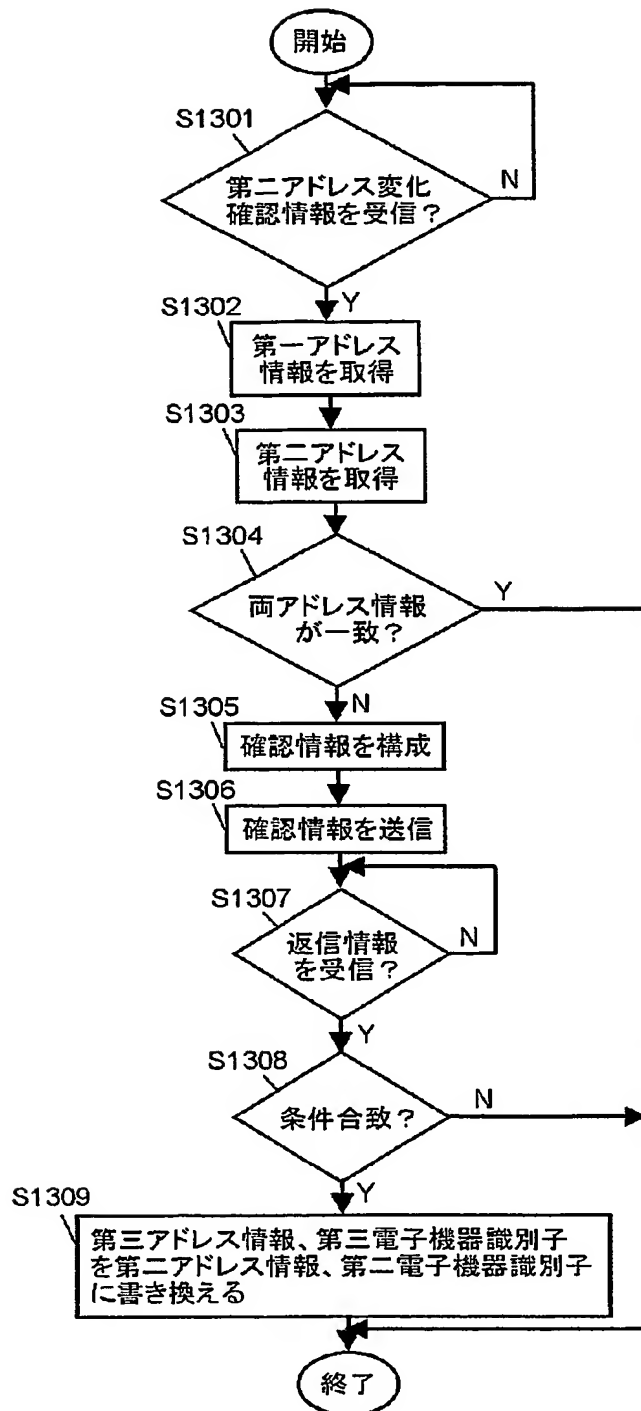 開始
S1301
第二アドレス変化
確認情報を受信？
N
Y
S1302
第一アドレス
情報を取得
S1303
第二アドレス
情報を取得
S1304
両アドレス情報
が一致？
Y
N
S1305
確認情報を構成
S1306
確認情報を送信
S1307
返信情報
を受信？
N
Y
S1308
条件合致？
N
Y
S1309
第三アドレス情報、第三電子機器識別子
を第二アドレス情報、第二電子機器識別子
に書き換える
終了